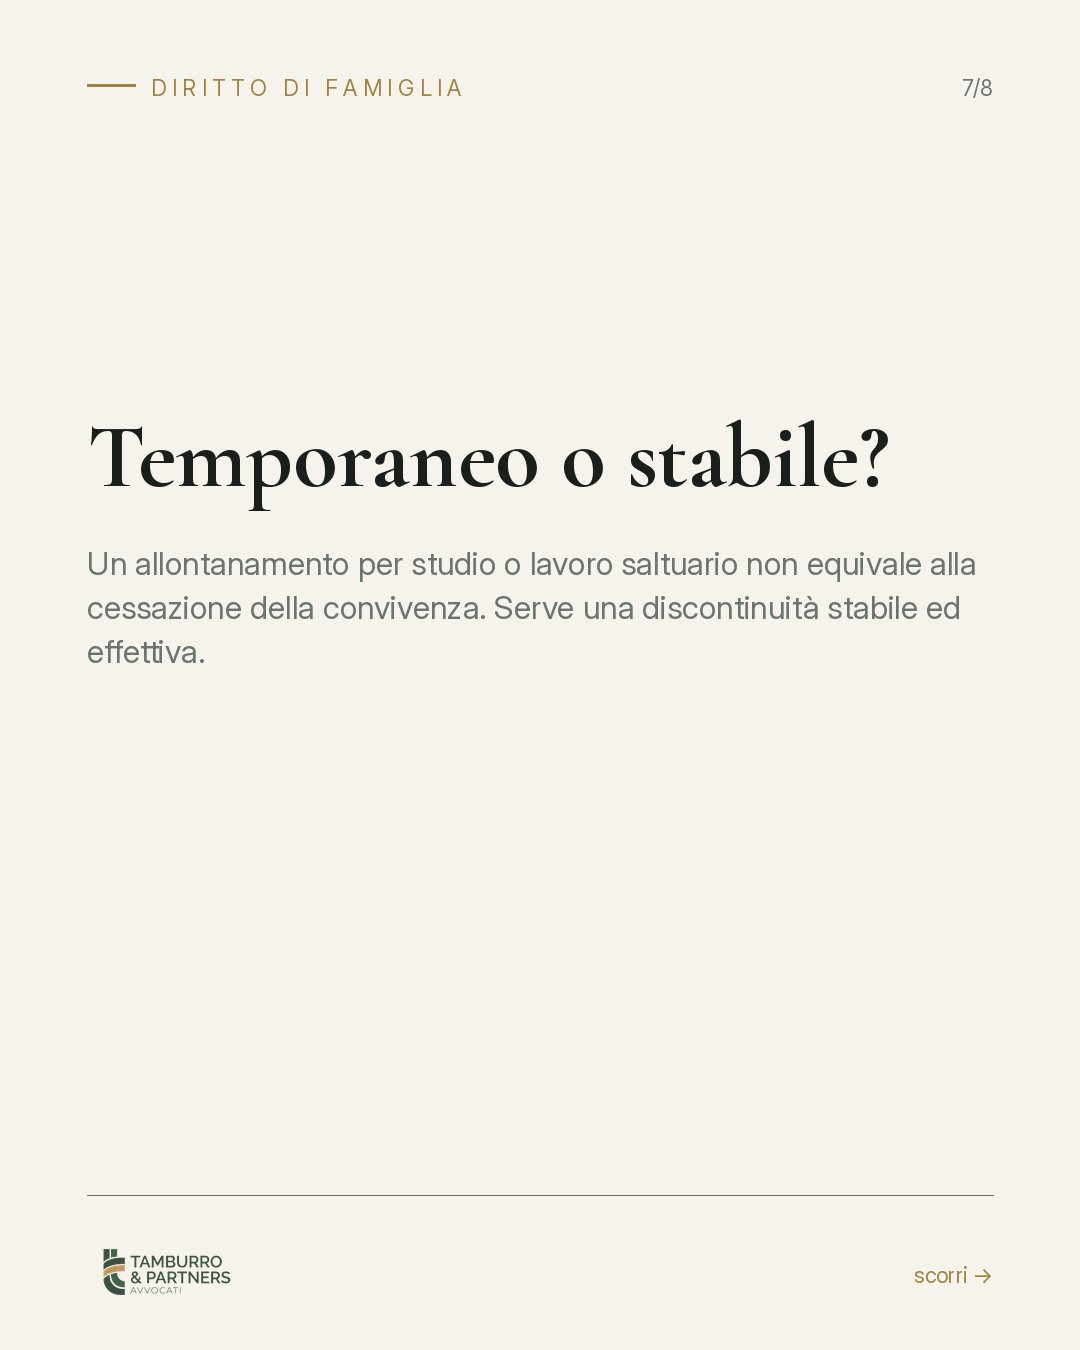 DIRITTO DI FAMIGLIA
7/8
Temporaneo o stabile?
Un allontanamento per studio o lavoro saltuario non equivale alla
cessazione della convivenza. Serve una discontinuità stabile ed
effettiva.
TAMBURRO
& PARTNERS
AVVOCATI
scorri →